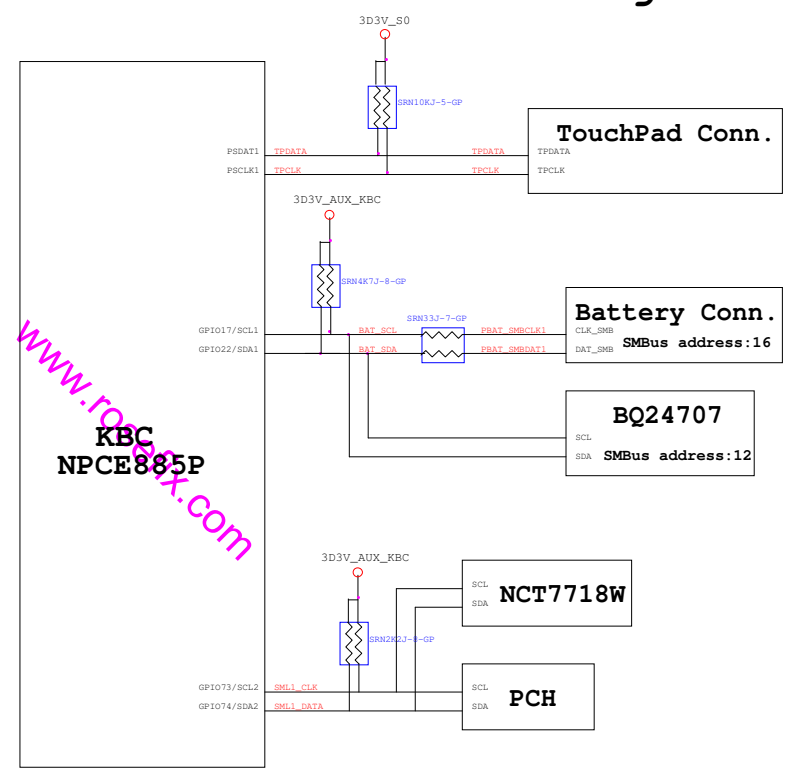 3D3V_S0
SRN10KJ-5-GP
TouchPad Conn.
PSDAT1 TPDATA TPDATA TPDATA
PSCLK1 TPCLK TPCLK TPCLK
3D3V_AUX_KBC
SRN4K7J-8-GP
SRN33J-7-GP
Battery Conn.
GPIO17/SCL1 BAT_SCL PBAT_SMBCLK1 CLK_SMB
SMBus address:16
GPIO22/SDA1 BAT_SDA PBAT_SMBDAT1 DAT_SMB
BQ24707
SCL
SDA SMBus address:12
www.rosefix.com
KBC
NPCE885P
3D3V_AUX_KBC
SCL
NCT7718W
SDA
SRN2K2J-8-GP
GPIO73/SCL2 SML1_CLK SCL
PCH
GPIO74/SDA2 SML1_DATA SDA